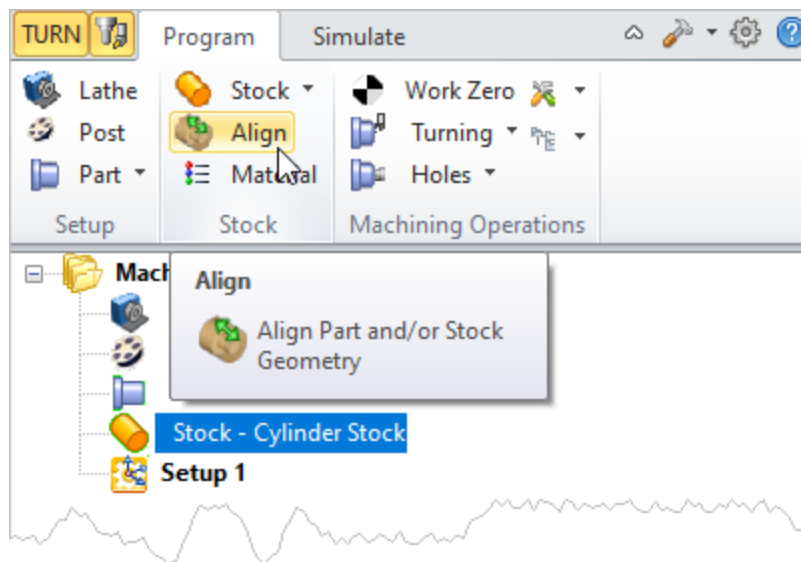 TURN Program Simulate
Lathe Stock Work Zero
Post Align Turning
Part Material Holes
Setup Stock Machining Operations
Mach
Align
Align Part and/or Stock
Geometry
Stock - Cylinder Stock
Setup 1